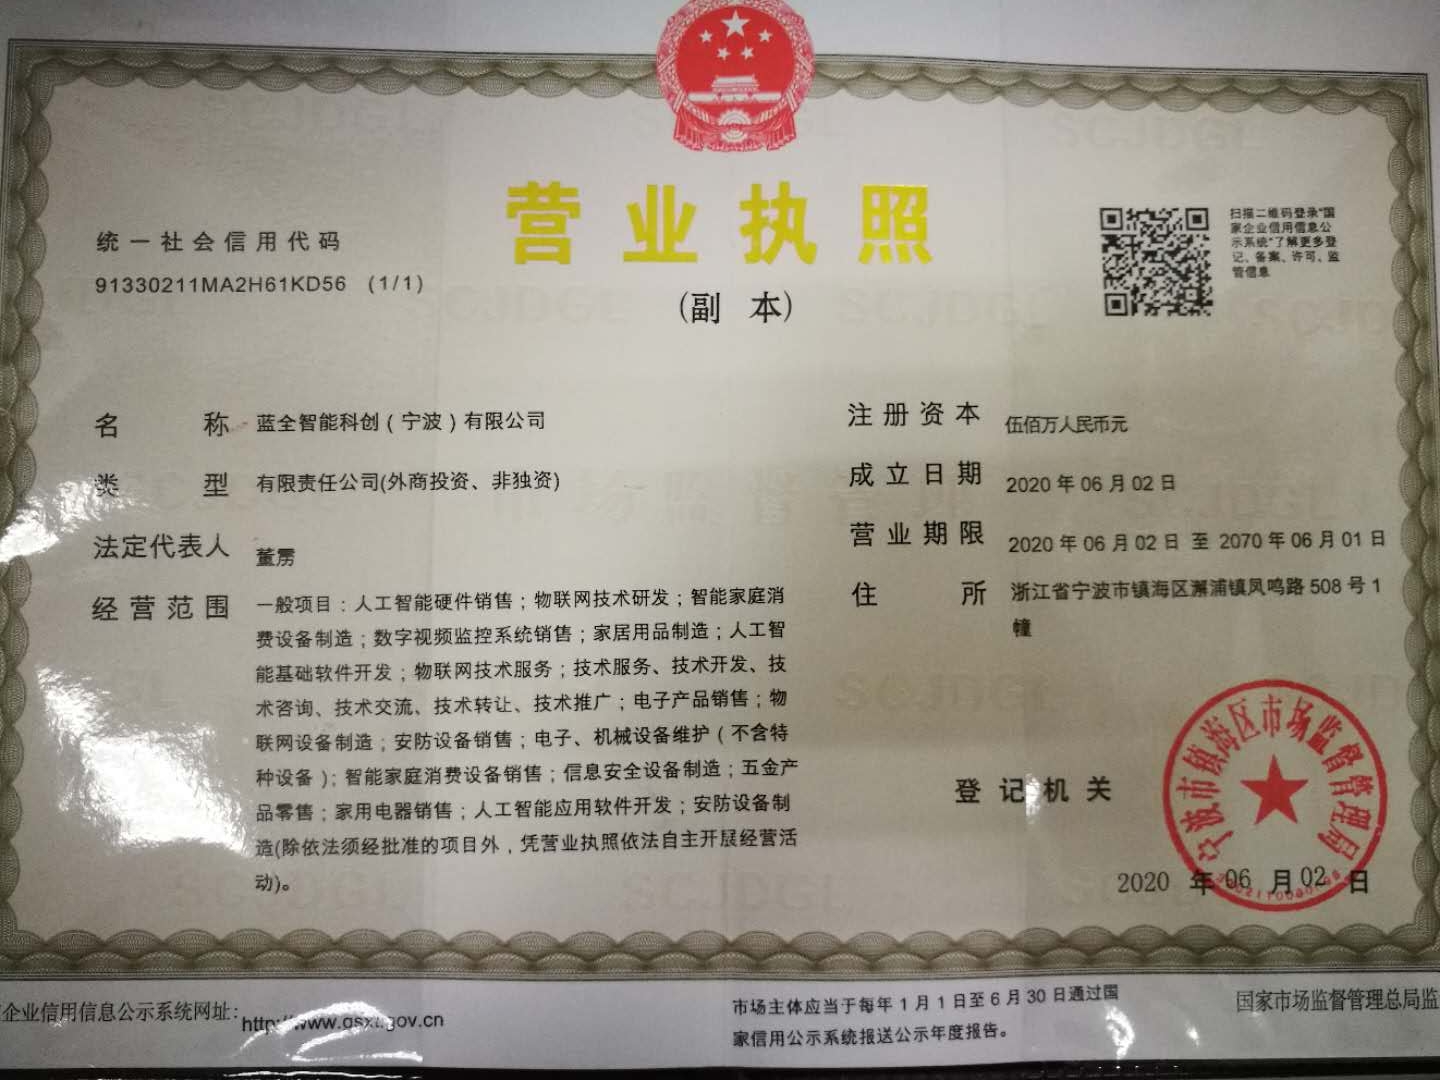 营业执照
(副 本)
统一社会信用代码
91330211MA2H61KD56 (1/1)
扫描二维码登录“国
家企业信用信息公
示系统”了解更多登
记、备案、许可、监
管信息
名 称 蓝全智能科创（宁波）有限公司
类 型 有限责任公司(外商投资、非独资)
法定代表人 董雳
经营范围 一般项目：人工智能硬件销售；物联网技术研发；智能家庭消
费设备制造；数字视频监控系统销售；家居用品制造；人工智
能基础软件开发；物联网技术服务；技术服务、技术开发、技
术咨询、技术交流、技术转让、技术推广；电子产品销售；物
联网设备制造；安防设备销售；电子、机械设备维护（不含特
种设备）；智能家庭消费设备销售；信息安全设备制造；五金产
品零售；家用电器销售；人工智能应用软件开发；安防设备制
造(除依法须经批准的项目外，凭营业执照依法自主开展经营活
动)。
注册资本 伍佰万人民币元
成立日期 2020年06月02日
营业期限 2020年06月02日 至 2070年06月01日
住 所 浙江省宁波市镇海区澥浦镇凤鸣路508号1
幢
登记机关
宁波市镇海区市场监督管理局
2020 年 06 月 02 日
企业信用信息公示系统网址：http://www.gsxt.gov.cn
市场主体应当于每年1月1日至6月30日通过国
家信用公示系统报送公示年度报告。
国家市场监督管理总局监